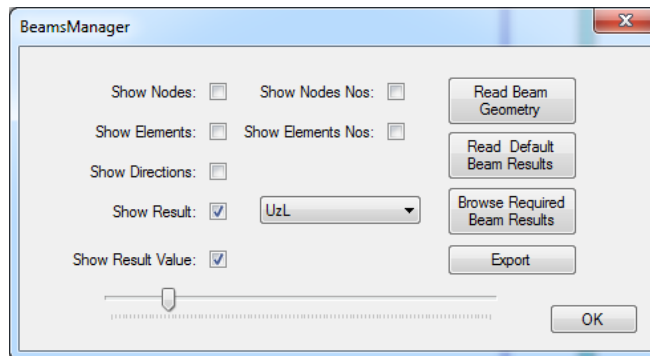 BeamsManager
Show Nodes:
Show Nodes Nos:
Read Beam
Geometry
Show Elements:
Show Elements Nos:
Read Default
Beam Results
Show Directions:
Show Result:
UzL
Browse Required
Beam Results
Show Result Value:
Export
OK